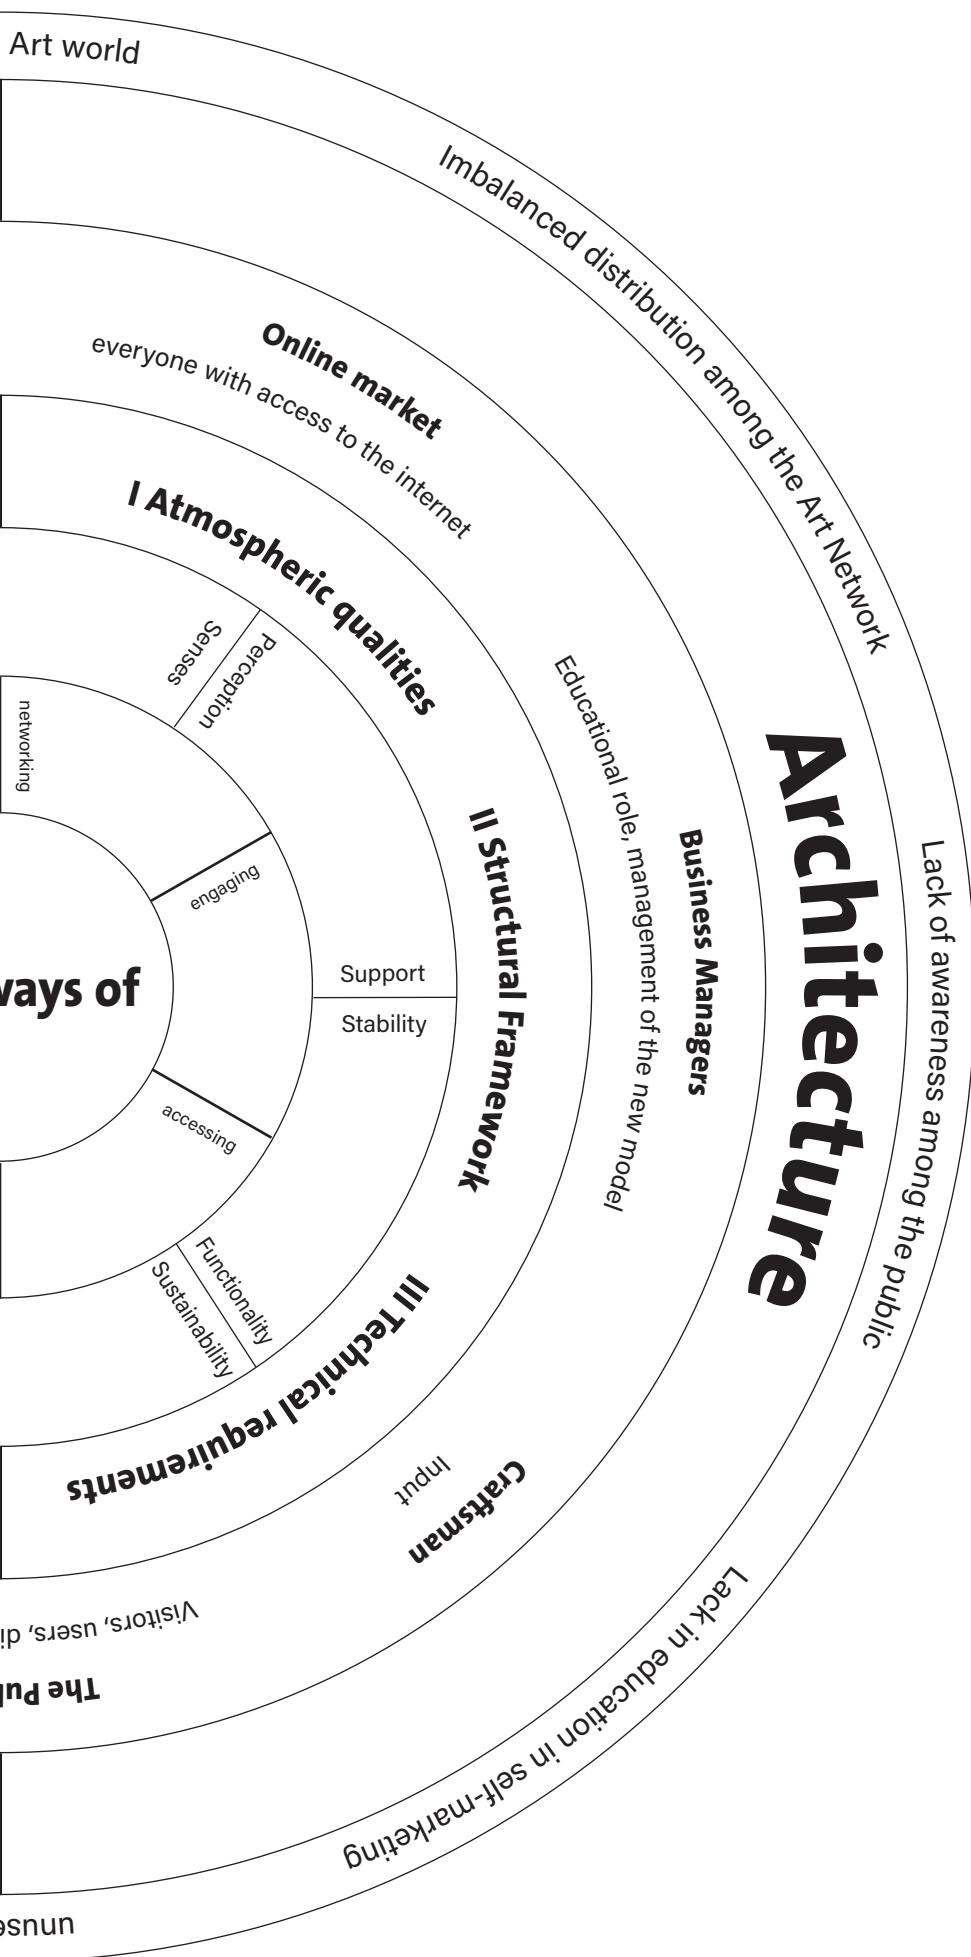 Art world
Imbalanced distribution among the Art Network
Lack of awareness among the public
Lack in education in self-marketing
Architecture
Online market
everyone with access to the internet
Business Managers
Educational role, management of the new model
Craftsman
Input
The
Visitors, users,
I Atmospheric qualities
II Structural Framework
III Technical requirements
Senses
Perception
Support
Stability
Functionality
Sustainability
networking
engaging
accessing
of